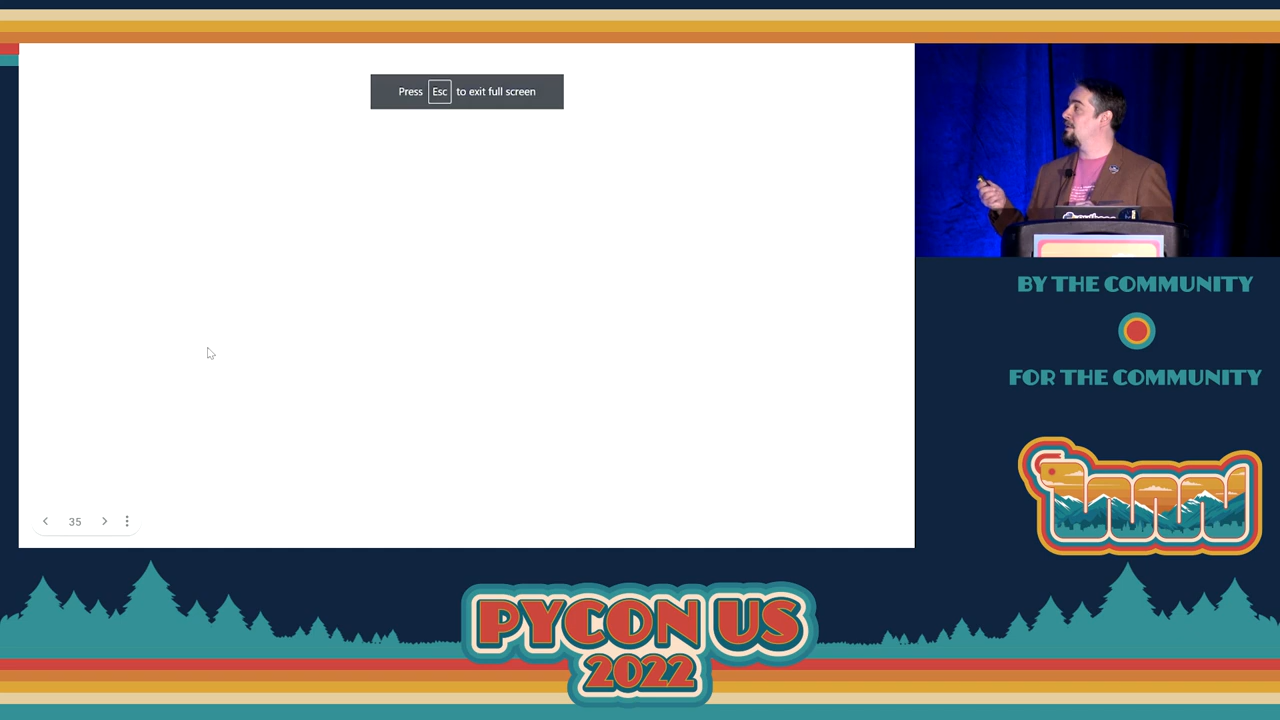 Press Esc to exit full screen
BY THE COMMUNITY
FOR THE COMMUNITY
35
PYCON US
2022